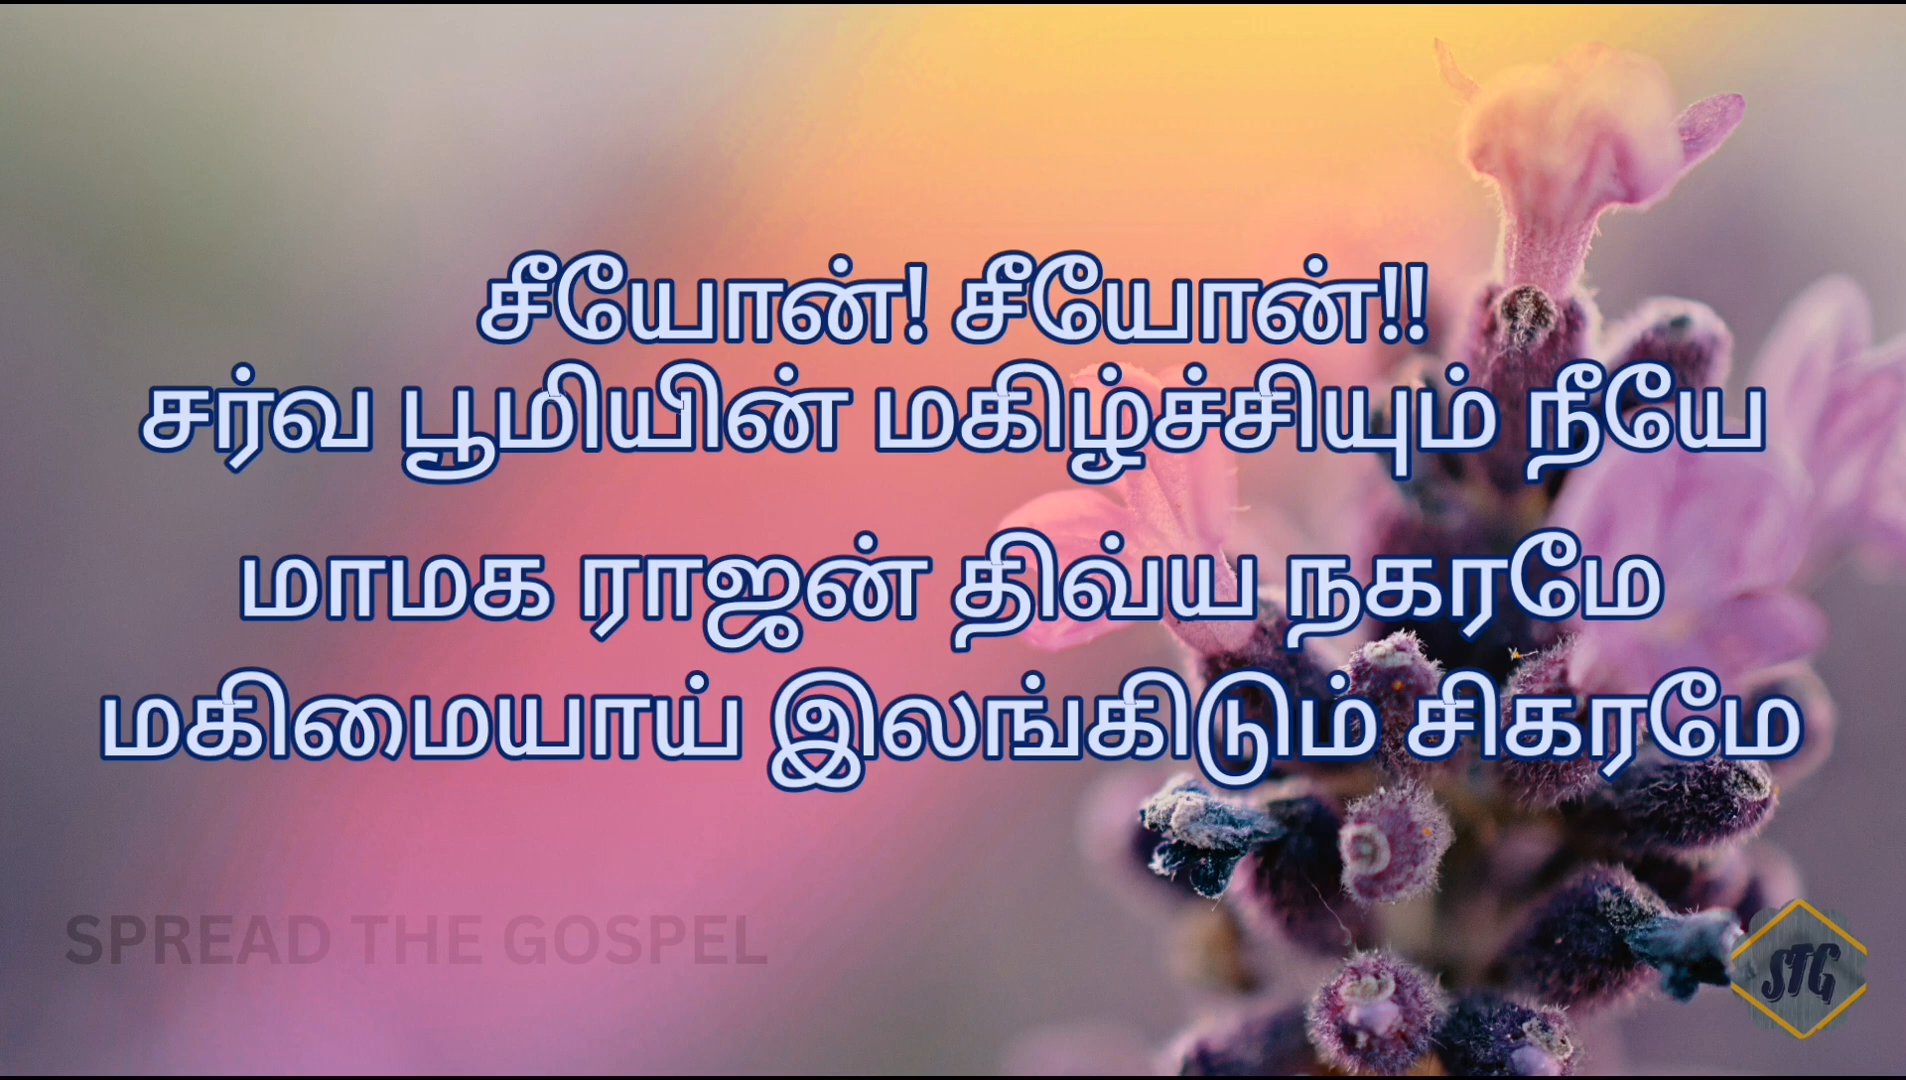 சீயோன்! சீயோன்!!
சர்வ பூமியின் மகிழ்ச்சியும் நீயே
மாமக ராஜன் திவ்ய நகரமே
மகிமையாய் இலங்கிடும் சிகரமே
SPREAD THE GOSPEL
STG